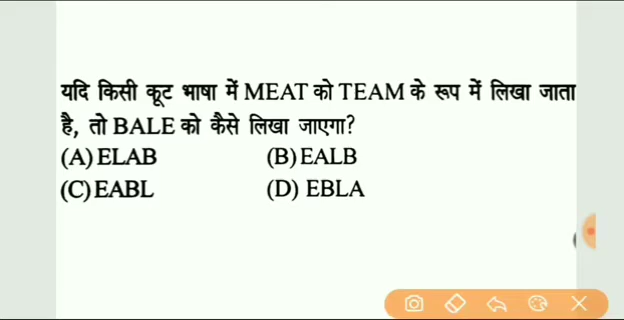 यदि किसी कूट भाषा में MEAT को TEAM के रूप में लिखा जाता
है, तो BALE को कैसे लिखा जाएगा?
(A) ELAB (B) EALB
(C) EABL (D) EBLA